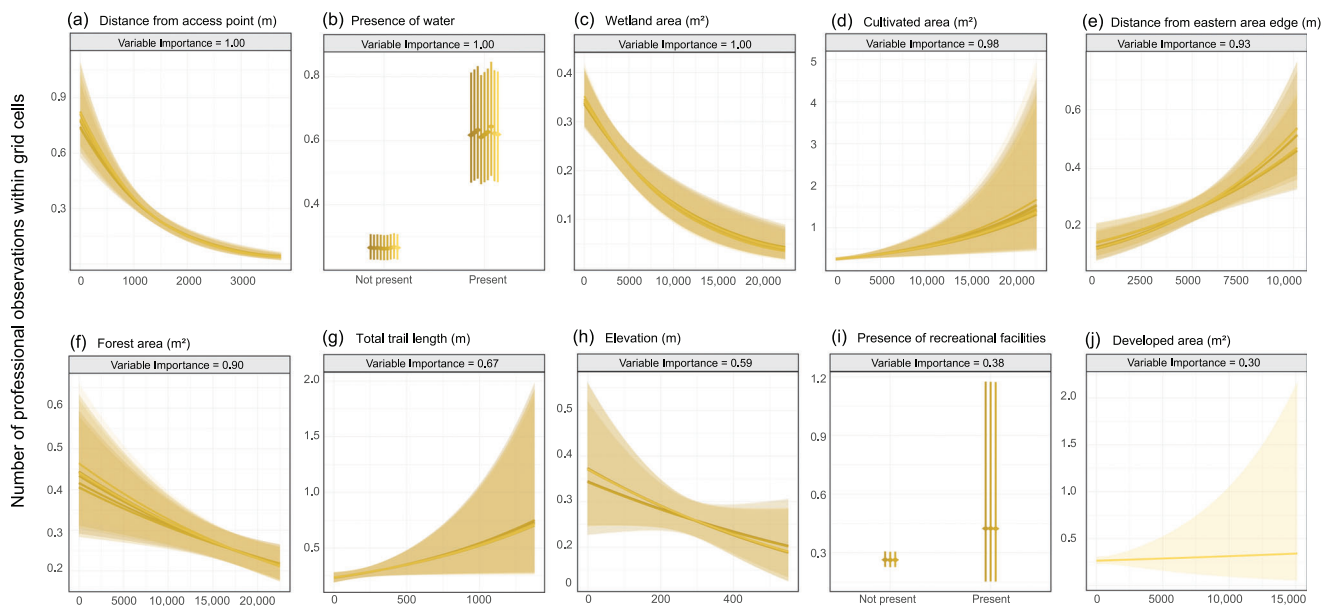 Number of professional observations within grid cells
(a) Distance from access point (m)
Variable Importance = 1.00
0.9
0.6
0.3
0 1000 2000 3000
(b) Presence of water
Variable Importance = 1.00
0.8
0.6
0.4
Not present Present
(c) Wetland area (m²)
Variable Importance = 1.00
0.4
0.3
0.2
0.1
0 5000 10,000 15,000 20,000
(d) Cultivated area (m²)
Variable Importance = 0.98
5
4
3
2
1
0 5000 10,000 15,000 20,000
(e) Distance from eastern area edge (m)
Variable Importance = 0.93
0.6
0.4
0.2
0 2500 5000 7500 10,000
(f) Forest area (m²)
Variable Importance = 0.90
0.6
0.5
0.4
0.3
0.2
0 5000 10,000 15,000 20,000
(g) Total trail length (m)
Variable Importance = 0.67
2.0
1.5
1.0
0.5
0 500 1000
(h) Elevation (m)
Variable Importance = 0.59
0.5
0.4
0.3
0.2
0
0 200 400
(i) Presence of recreational facilities
Variable Importance = 0.38
1.2
0.9
0.6
0.3
Not present Present
(j) Developed area (m²)
Variable Importance = 0.30
2.0
1.5
1.0
0.5
0 5000 10,000 15,000